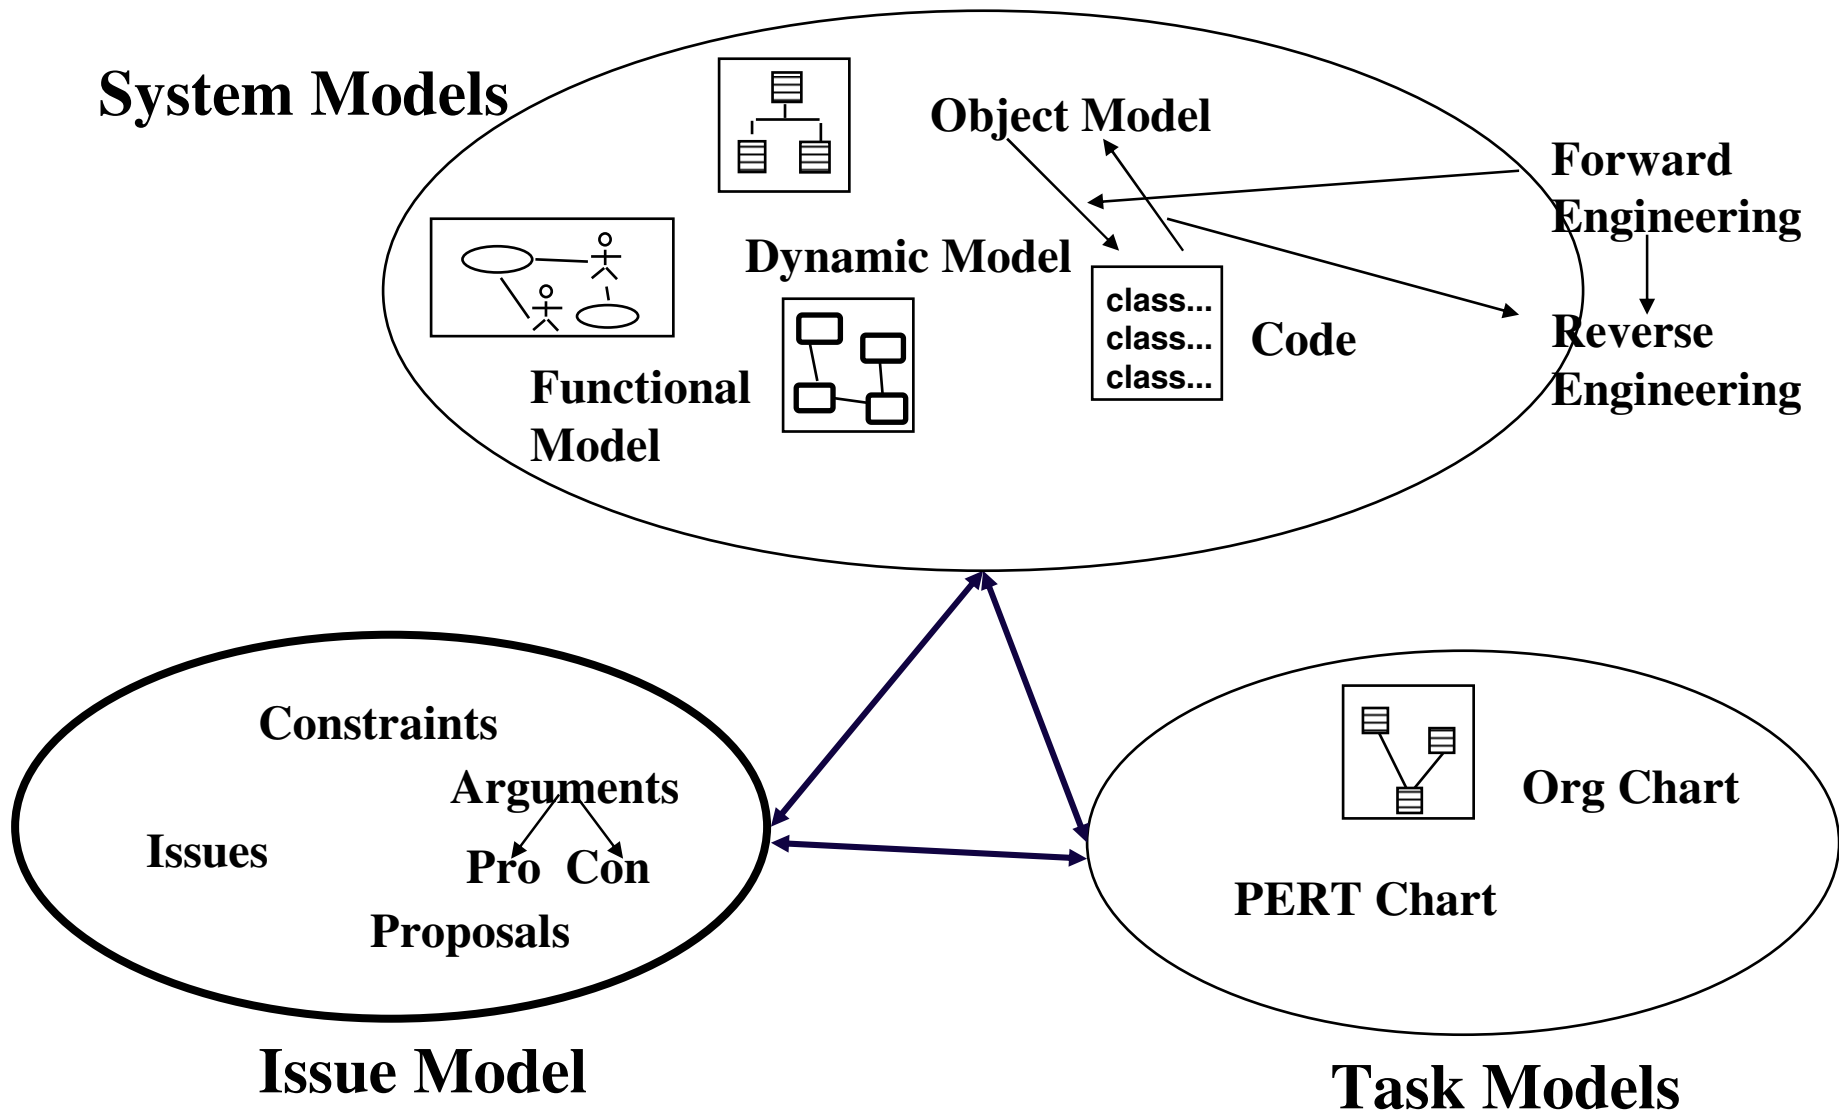 System Models
Object Model
Forward
Engineering
Dynamic Model
class...
class...
class...
Code
Reverse
Engineering
Functional
Model
Constraints
Arguments
Issues
Pro Con
Proposals
Org Chart
PERT Chart
Issue Model
Task Models